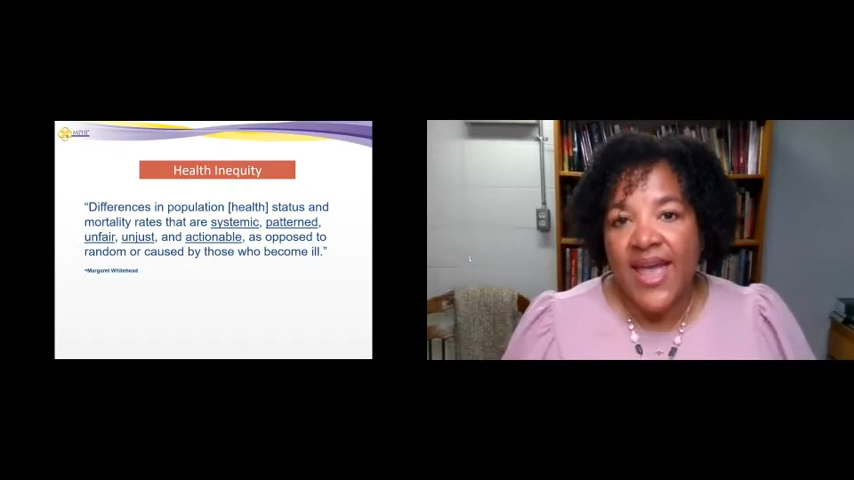 MPHI
Health Inequity
“Differences in population [health] status and
mortality rates that are systemic, patterned,
unfair, unjust, and actionable, as opposed to
random or caused by those who become ill.”
•Margaret Whitehead